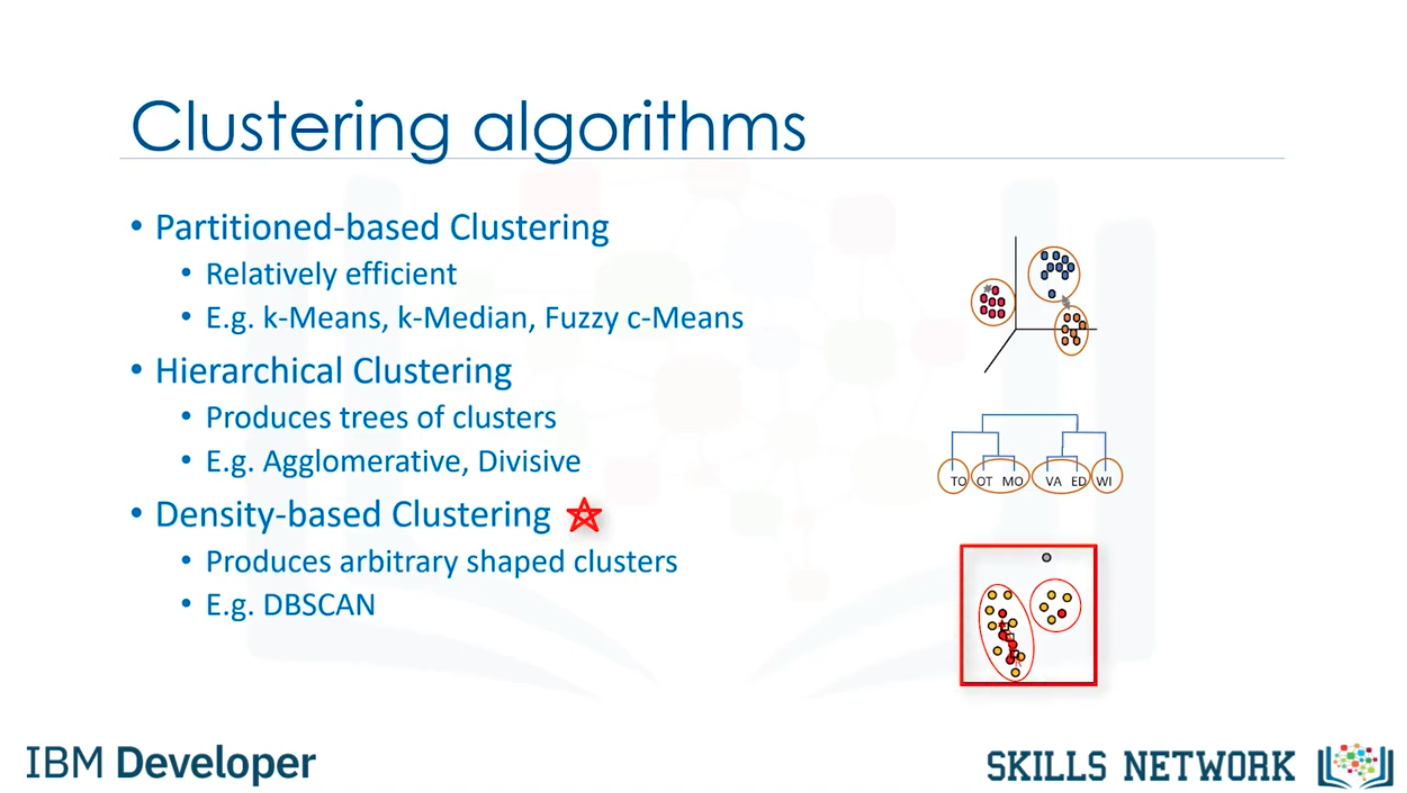 Clustering algorithms
• Partitioned-based Clustering
• Relatively efficient
• E.g. k-Means, k-Median, Fuzzy c-Means
• Hierarchical Clustering
• Produces trees of clusters
• E.g. Agglomerative, Divisive
TO OT MO VA ED WI
• Density-based Clustering
• Produces arbitrary shaped clusters
• E.g. DBSCAN
IBM Developer
SKILLS NETWORK